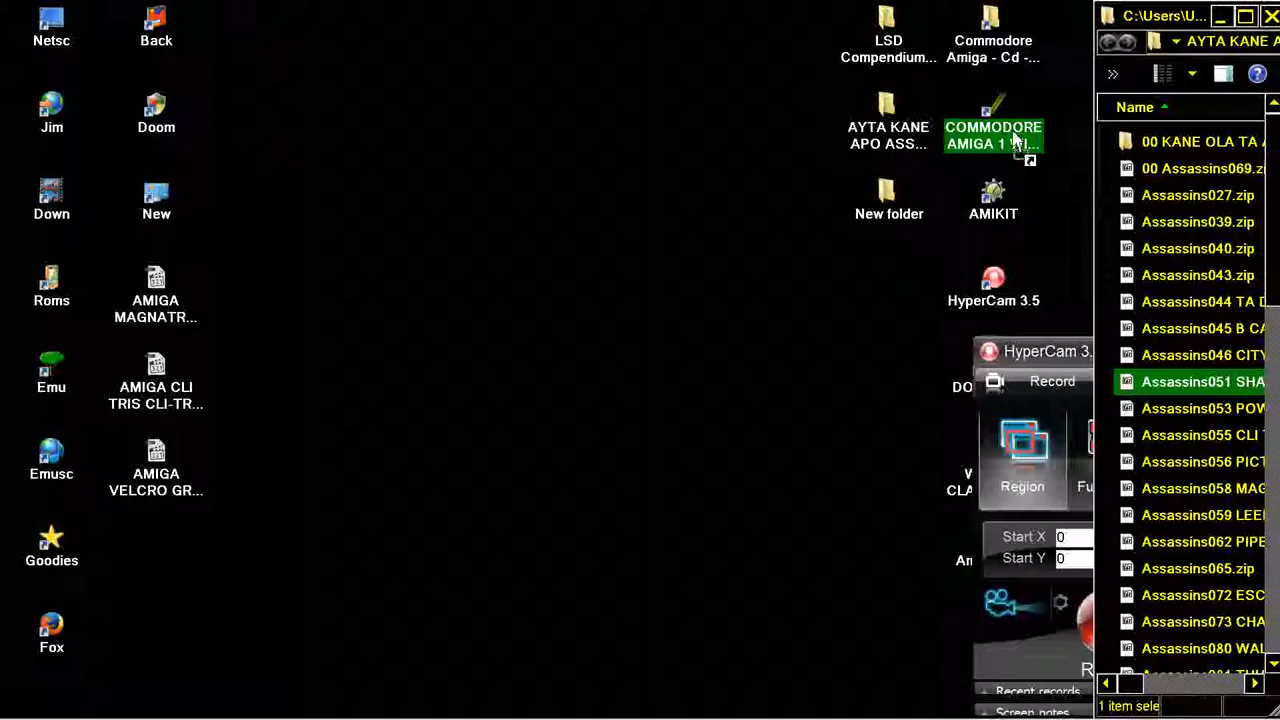 Netsc
Back
Jim
Doom
Down
New
Roms
AMIGA
MAGNATR...
Emu
AMIGA CLI
TRIS CLI-TR...
Emusc
AMIGA
VELCRO GR...
Goodies
Fox
LSD
Compendium...
Commodore
Amiga - Cd -...
AYTA KANE
APO ASS...
COMMODORE
AMIGA 1
New folder
AMIKIT
HyperCam 3.5
DO
CLA
An
HyperCam 3.
Record
Region
Fu
Start X 0
Start Y 0
R
Recent records
Screen notes
C:\Users\U...
AYTA KANE A
Name
00 KANE OLA TA
00 Assassins069.zi
Assassins027.zip
Assassins039.zip
Assassins040.zip
Assassins043.zip
Assassins044 TA D
Assassins045 B CA
Assassins046 CITY
Assassins051 SHA
Assassins053 POW
Assassins055 CLI
Assassins056 PICT
Assassins058 MAG
Assassins059 LEE
Assassins062 PIPE
Assassins065.zip
Assassins072 ESC
Assassins073 CHA
Assassins080 WAL
1 item sele